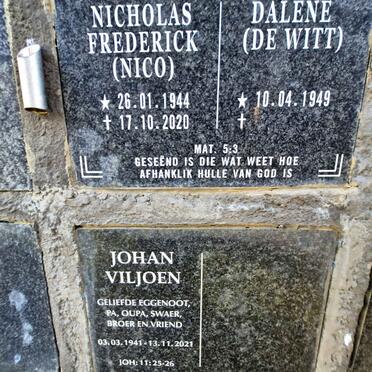 NICHOLAS
FREDERICK
(NICO)
★ 26.01.1944
✝ 17.10.2020
DALENE
(DE WITT)
★ 10.04.1949
✝
MAT. 5:3
GESEËND IS DIE WAT WEET HOE
AFHANKLIK HULLE VAN GOD IS
JOHAN
VILJOEN
GELIEFDE EGGENOOT,
PA, OUPA, SWAER,
BROER EN VRIEND
03.03.1941-13.11.2021
JOH: 11: 25-26